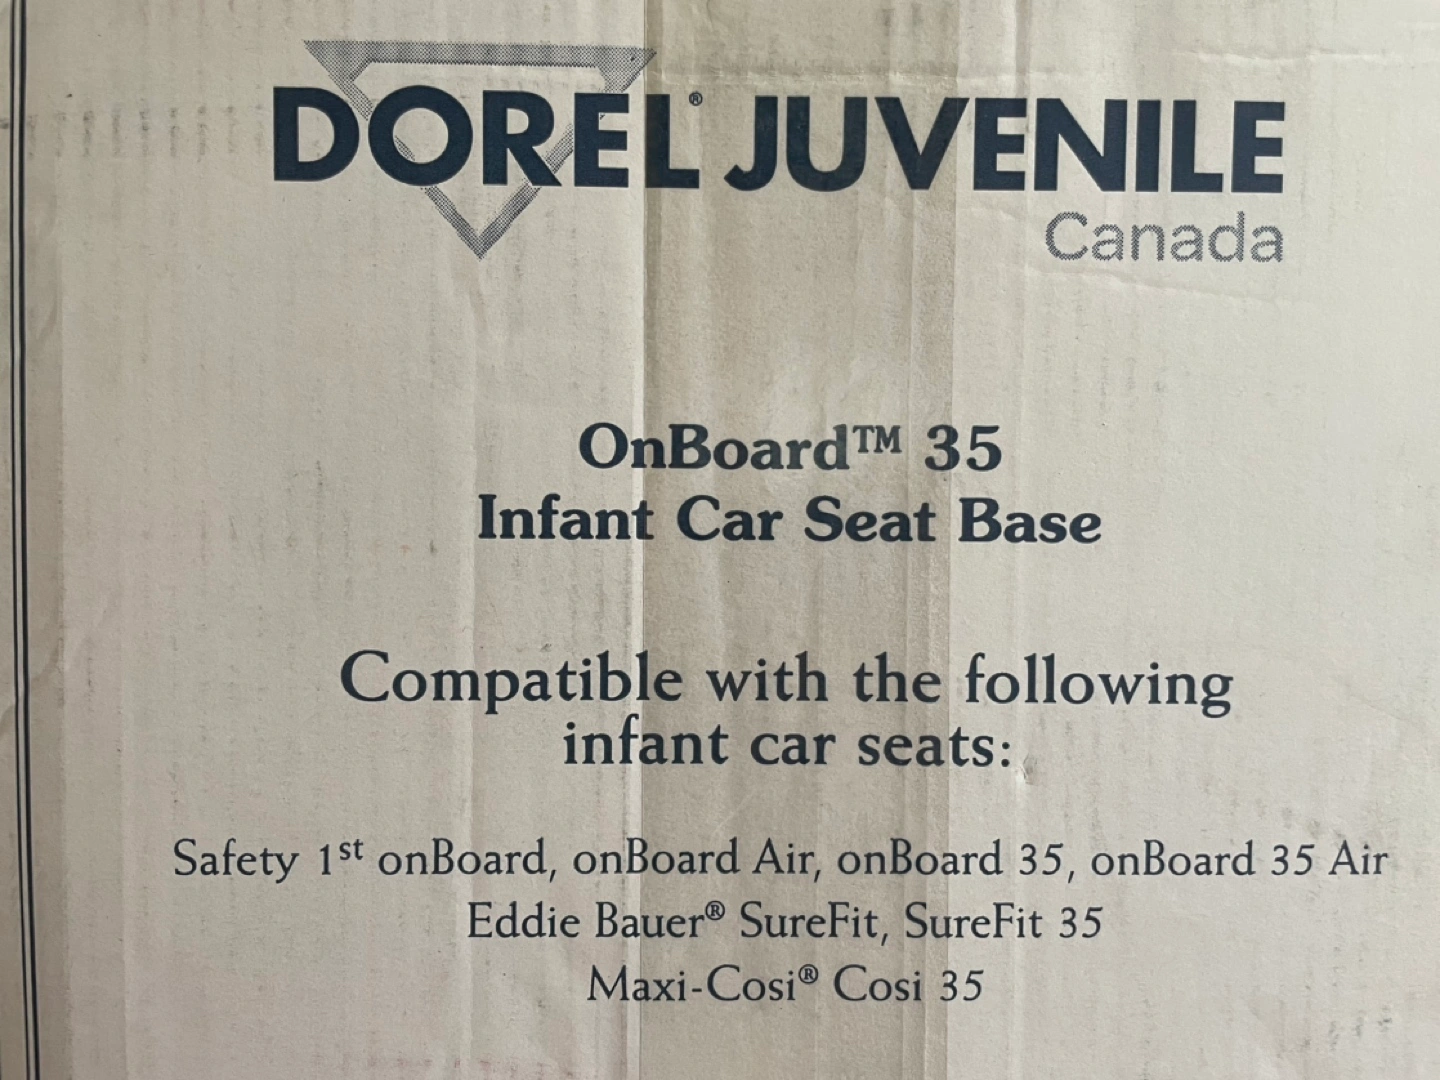 DOREL® JUVENILE
Canada
OnBoard™ 35
Infant Car Seat Base
Compatible with the following
infant car seats:
Safety 1st onBoard, onBoard Air, onBoard 35, onBoard 35 Air
Eddie Bauer® SureFit, SureFit 35
Maxi-Cosi® Cosi 35